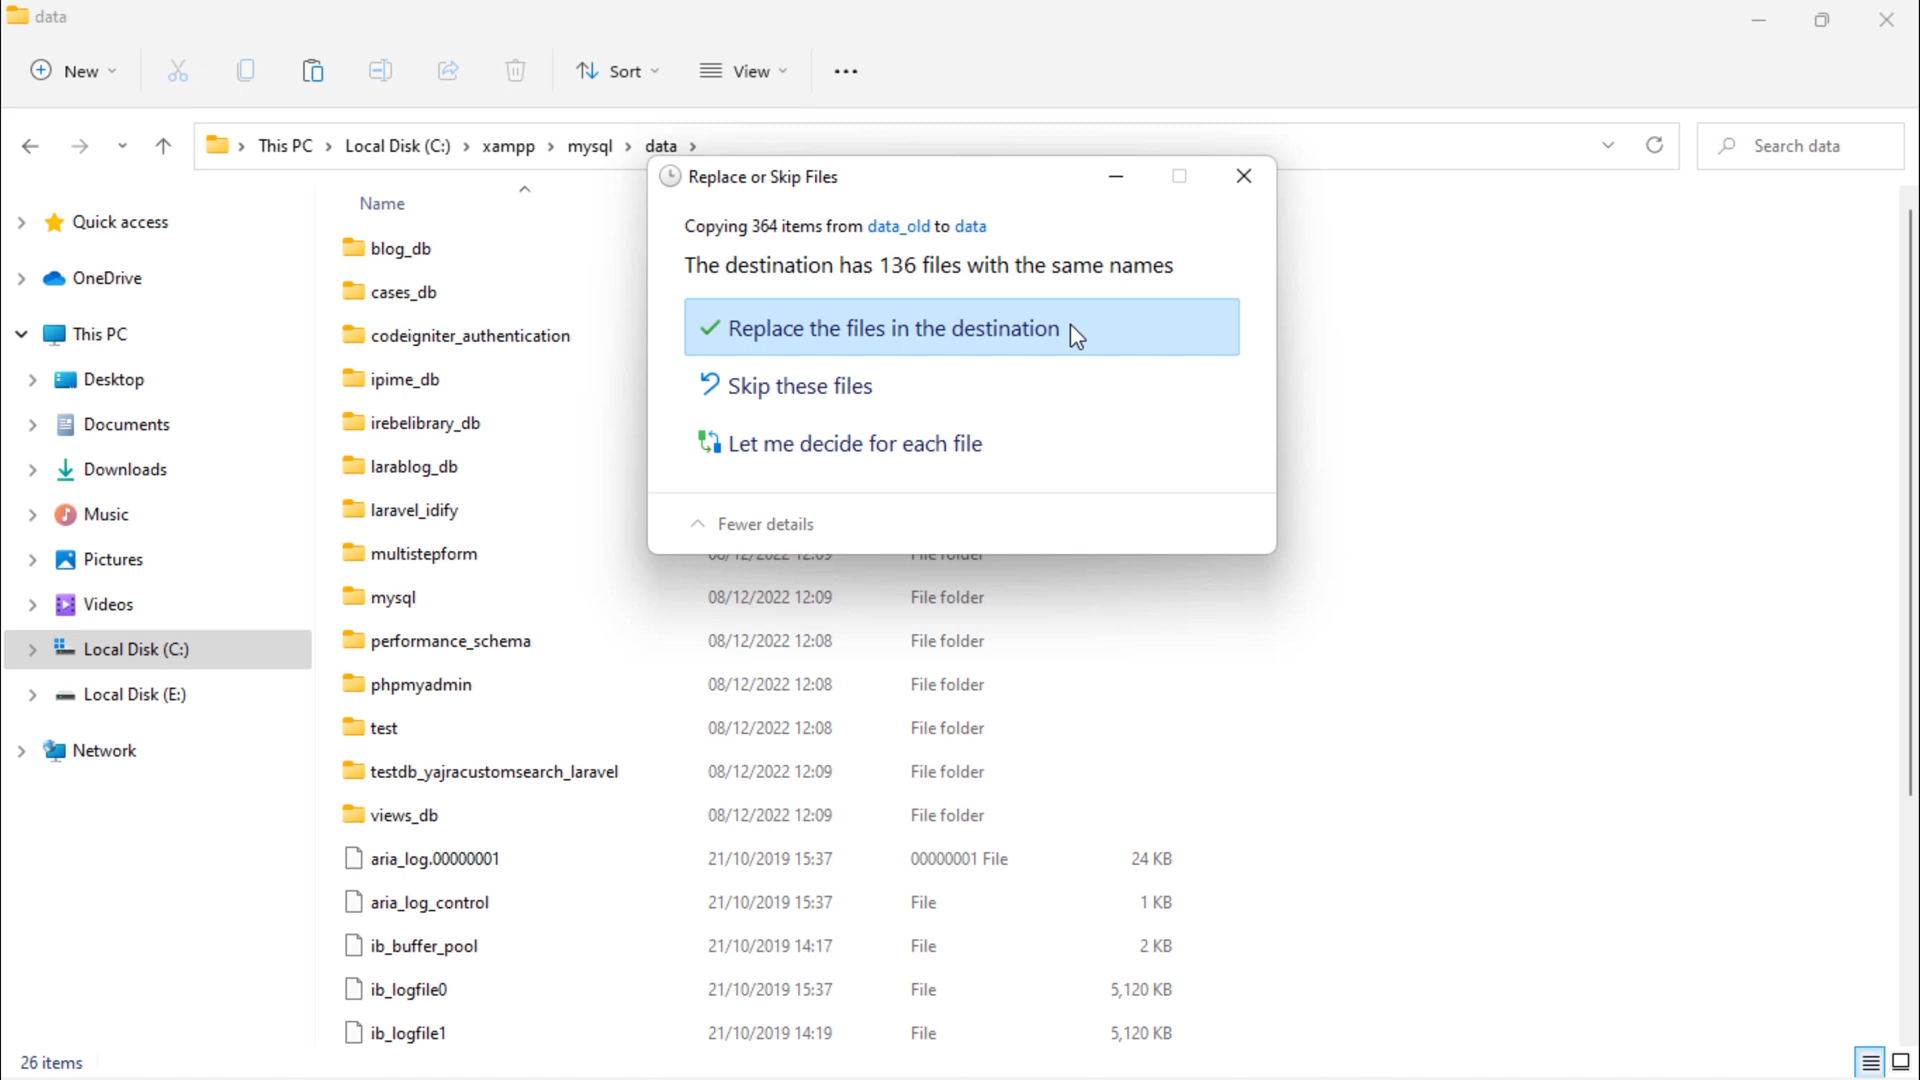 data
New
Sort
View
This PC
Local Disk (C:)
xampp
mysql
data
Search data
Replace or Skip Files
Copying 364 items from data_old to data
The destination has 136 files with the same names
Replace the files in the destination
Skip these files
Let me decide for each file
Fewer details
Quick access
OneDrive
This PC
Desktop
Documents
Downloads
Music
Pictures
Videos
Local Disk (C:)
Local Disk (E:)
Network
Name
blog_db
cases_db
codeigniter_authentication
ipime_db
irebelibrary_db
larablog_db
laravel_idify
multistepform 08/12/2022 12:09 File folder
mysql 08/12/2022 12:09 File folder
performance_schema 08/12/2022 12:08 File folder
phpmyadmin 08/12/2022 12:08 File folder
test 08/12/2022 12:08 File folder
testdb_yajracustomsearch_laravel 08/12/2022 12:09 File folder
views_db 08/12/2022 12:09 File folder
aria_log.00000001 21/10/2019 15:37 00000001 File 24 KB
aria_log_control 21/10/2019 15:37 File 1 KB
ib_buffer_pool 21/10/2019 14:17 File 2 KB
ib_logfile0 21/10/2019 15:37 File 5,120 KB
ib_logfile1 21/10/2019 14:19 File 5,120 KB
26 items